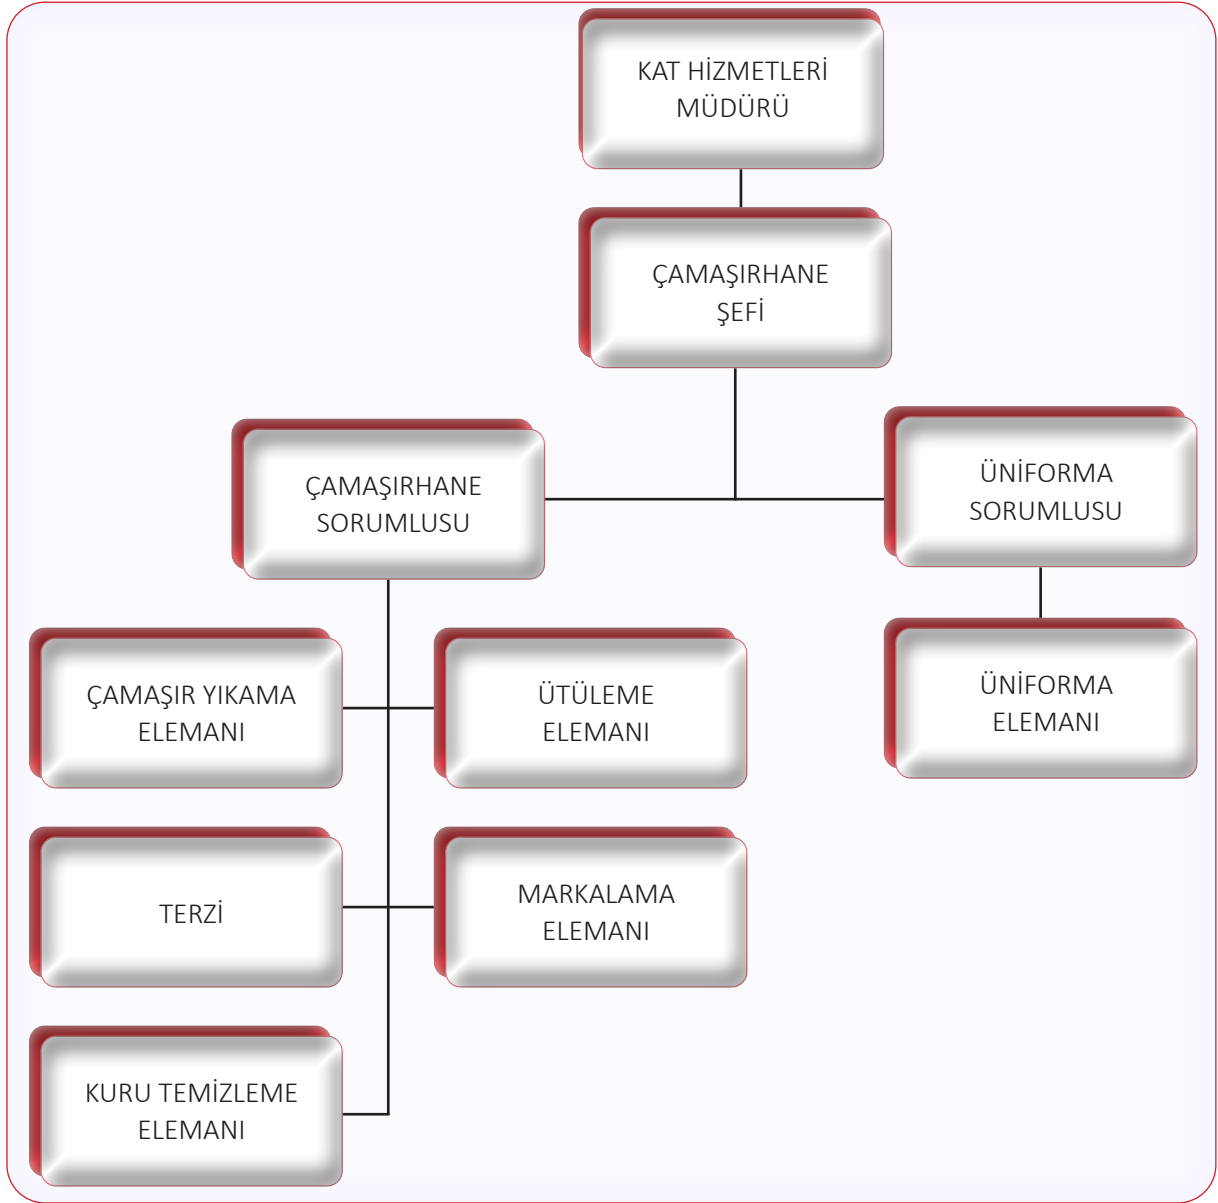 KAT HİZMETLERİ
MÜDÜRÜ
ÇAMAŞIRHANE
ŞEFİ
ÇAMAŞIRHANE
SORUMLUSU
ÜNİFORMA
SORUMLUSU
ÇAMAŞIR YIKAMA
ELEMANI
ÜTÜLEME
ELEMANI
ÜNİFORMA
ELEMANI
TERZİ
MARKALAMA
ELEMANI
KURU TEMİZLEME
ELEMANI